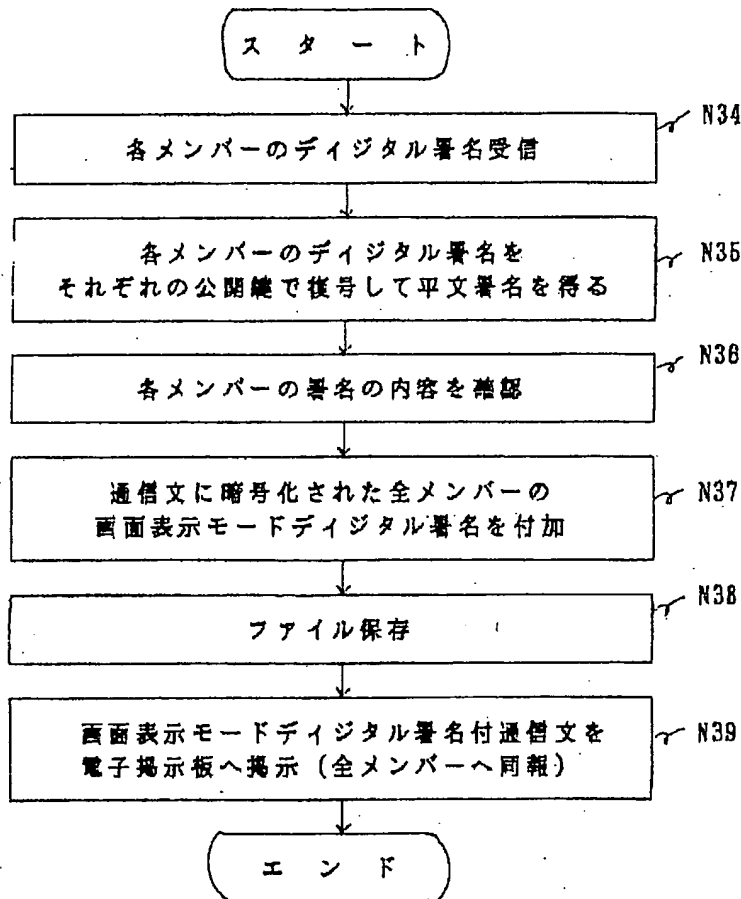 スタート
N34
各メンバーのディジタル署名受信
各メンバーのディジタル署名を
N35
それぞれの公開鍵で復号して平文署名を得る
N36
各メンバーの署名の内容を確認
通信文に暗号化された全メンバーの
N37
画面表示モードディジタル署名を付加
N38
ファイル保存
画面表示モードディジタル署名付通信文を
N39
電子掲示板へ掲示（全メンバーへ同報）
エンド